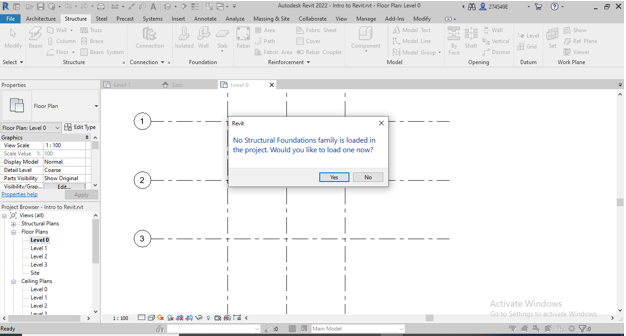 Autodesk Revit 2022 - Intro to Revit.rvt - Floor Plan: Level 0
274549E
File Architecture Structure Steel Precast Systems Insert Annotate Analyze Massing & Site Collaborate View Manage Add-Ins Modify
Modify
Beam
Wall
Column
Floor
Truss
Brace
Beam System
Connection
Isolated
Wall
Slab
Rebar
Area
Path
Fabric Area
Fabric Sheet
Cover
Rebar Coupler
Component
Model Text
Model Line
Model Group
By Face
Shaft
Wall
Vertical
Dormer
Level
Grid
Set
Show
Ref Plane
Viewer
Select
Structure
Connection
Foundation
Reinforcement
Model
Opening
Datum
Work Plane
Properties
Level 1
East
Level 0
Floor Plan
Floor Plan: Level 0
Edit Type
Graphics
View Scale 1 : 100
Scale Value 1: 100
Display Model Normal
Detail Level Coarse
Parts Visibility Show Original
Visibility/Grap... Edit...
Properties help
Apply
Project Browser - Intro to Revit.rvt
Views (all)
Structural Plans
Floor Plans
Level 0
Level 1
Level 2
Level 3
Site
Ceiling Plans
Level 0
Level 1
Level 2
Level 3
1
2
3
Revit
No Structural Foundations family is loaded in
the project. Would you like to load one now?
Yes
No
Activate Windows
Go to Settings to activate Windows.
1 : 100
Ready
:0
Main Model
:0